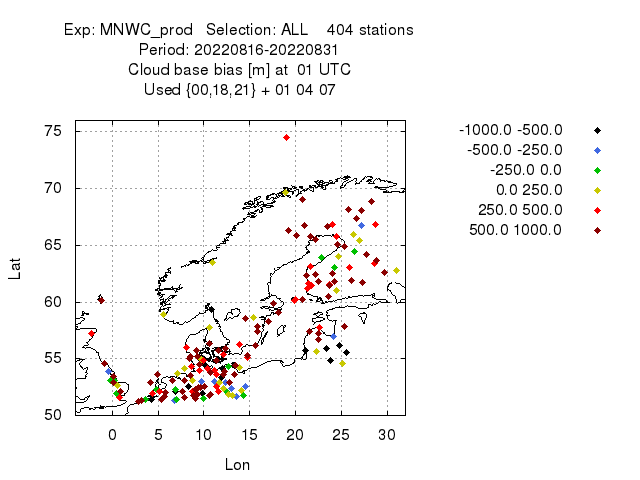 Exp: MNWC_prod   Selection: ALL    404 stations
Period: 20220816-20220831
Cloud base bias [m] at  01 UTC
Used {00,18,21} + 01 04 07
-1000.0 -500.0
-500.0 -250.0
-250.0 0.0
0.0 250.0
250.0 500.0
500.0 1000.0
75
70
65
60
55
50
Lat
0 5 10 15 20 25 30
Lon